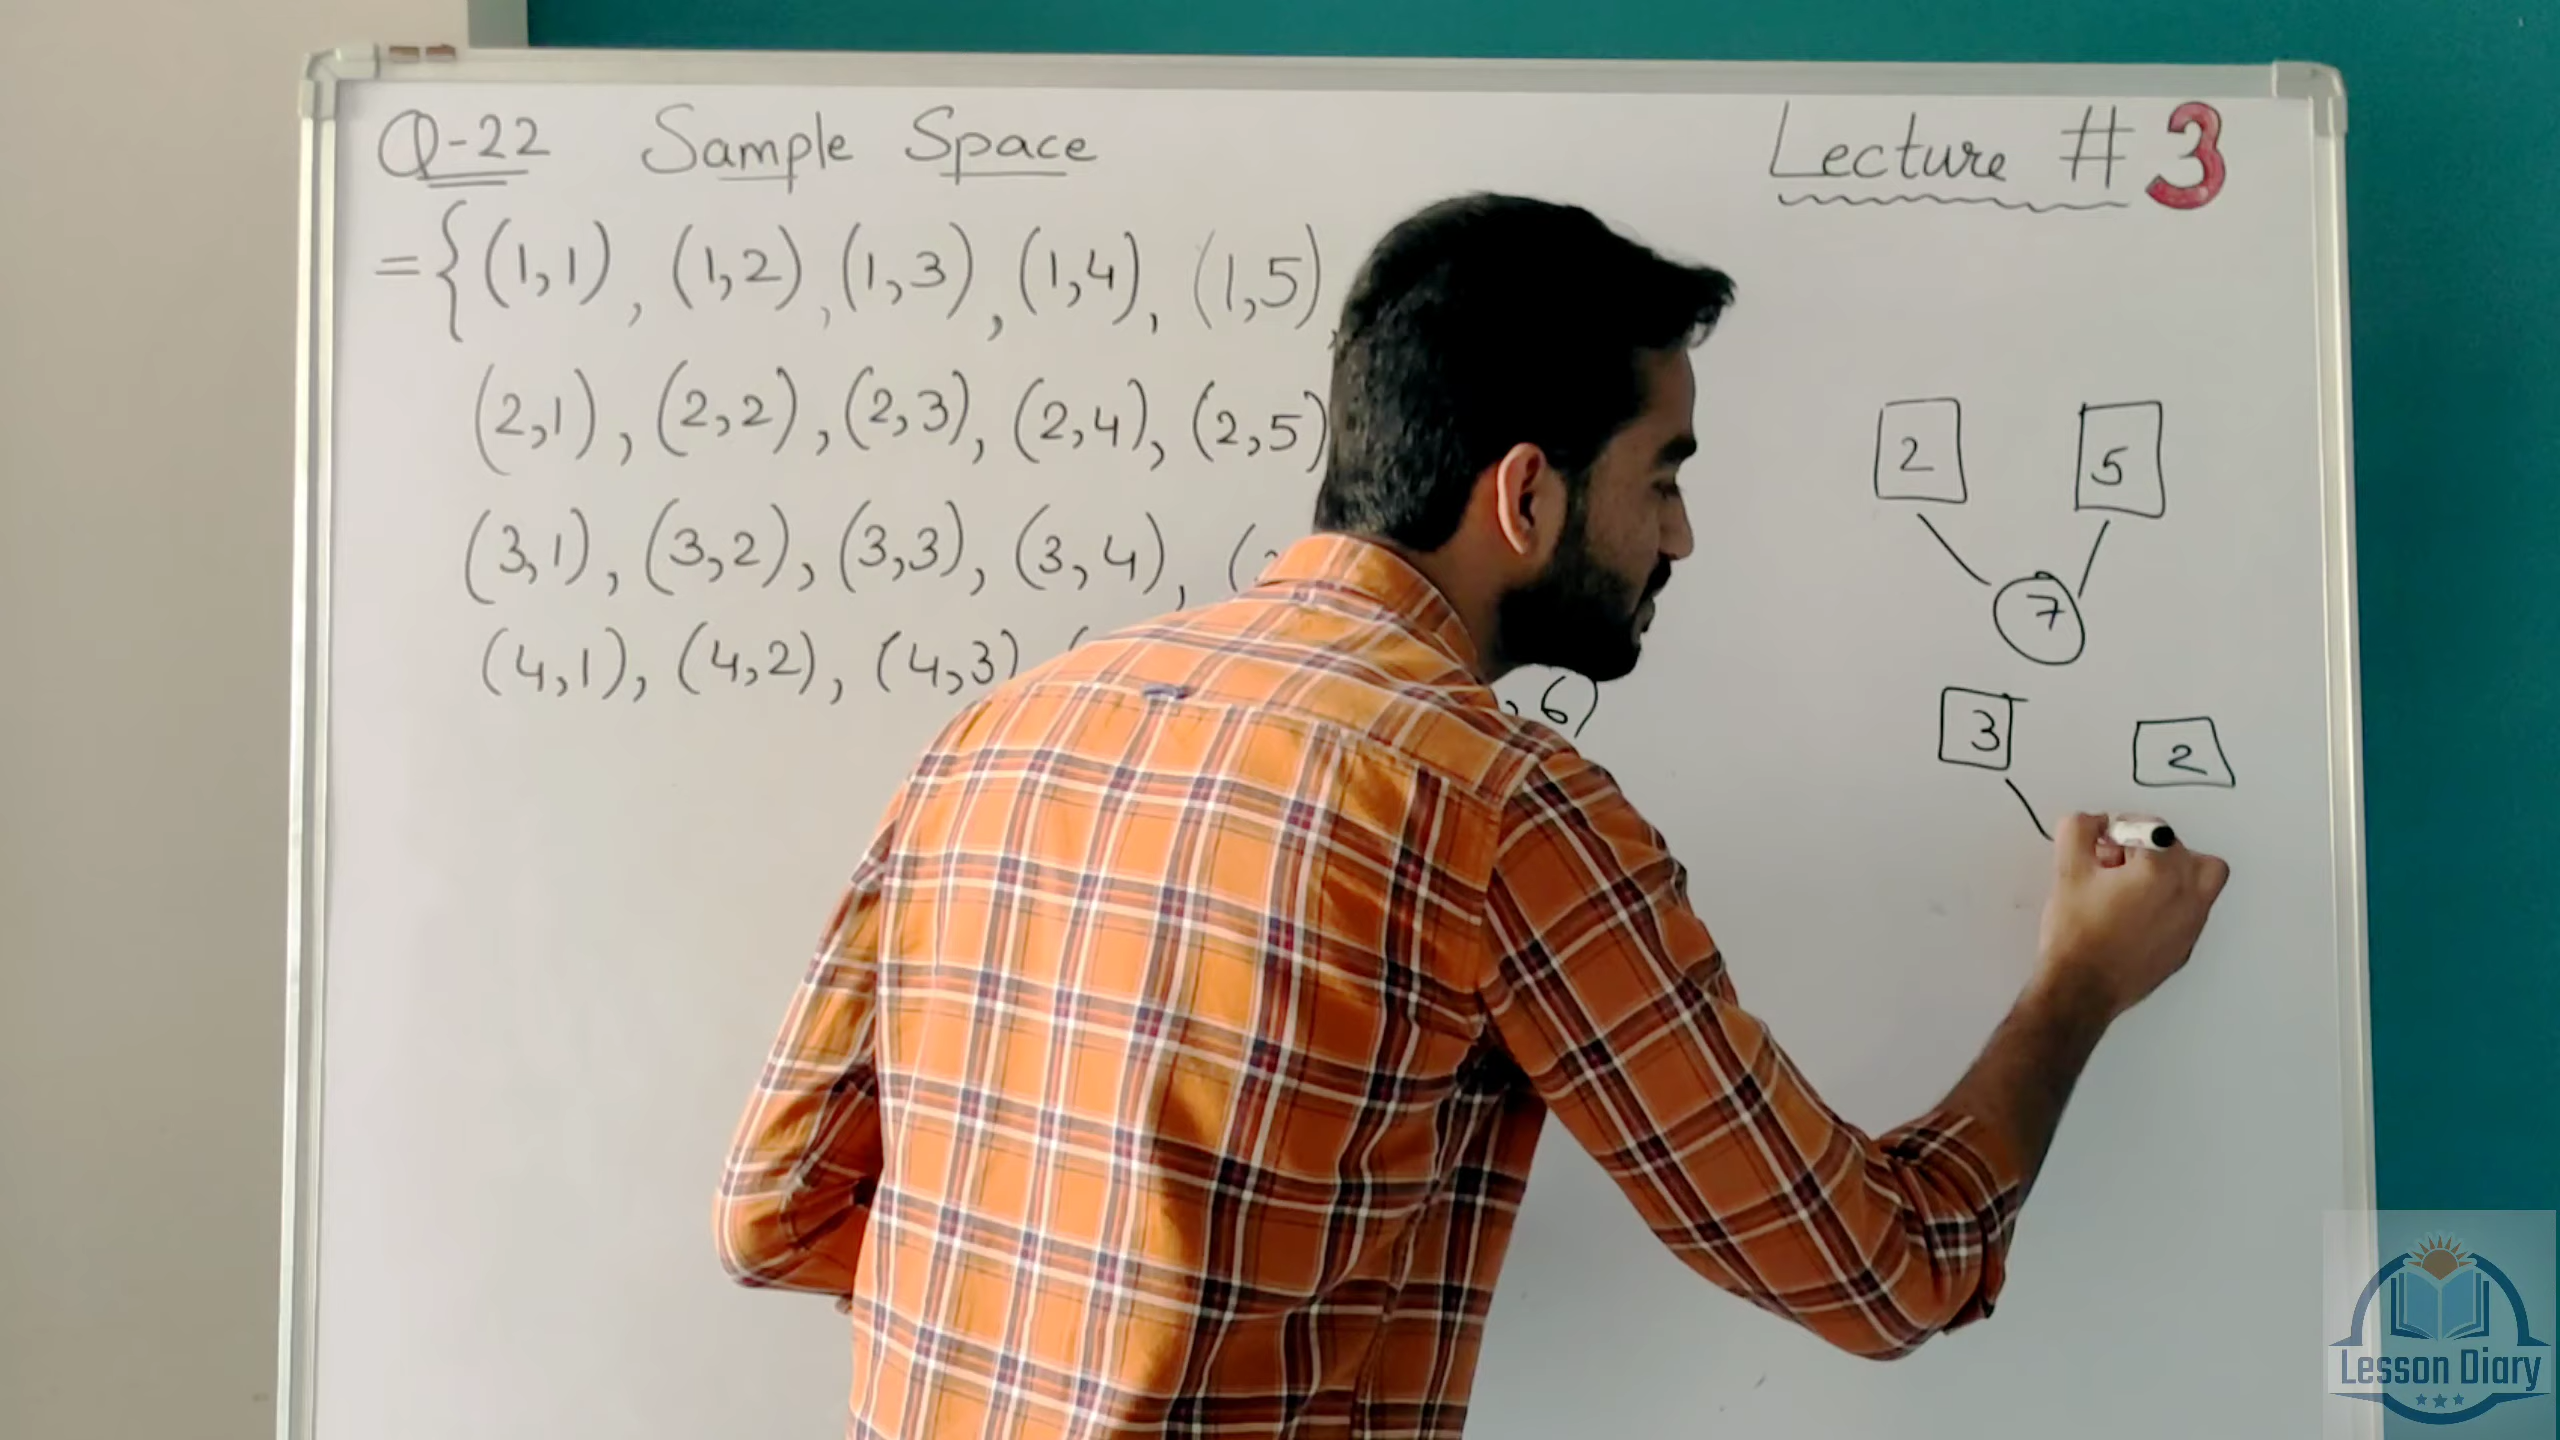 Q-22 Sample Space
Lecture # 3
= { (1,1), (1,2), (1,3), (1,4), (1,5),
(2,1), (2,2), (2,3), (2,4), (2,5)
(3,1), (3,2), (3,3), (3,4), (
(4,1), (4,2), (4,3) (
, 6)
2 5
7
3 2
Lesson Diary